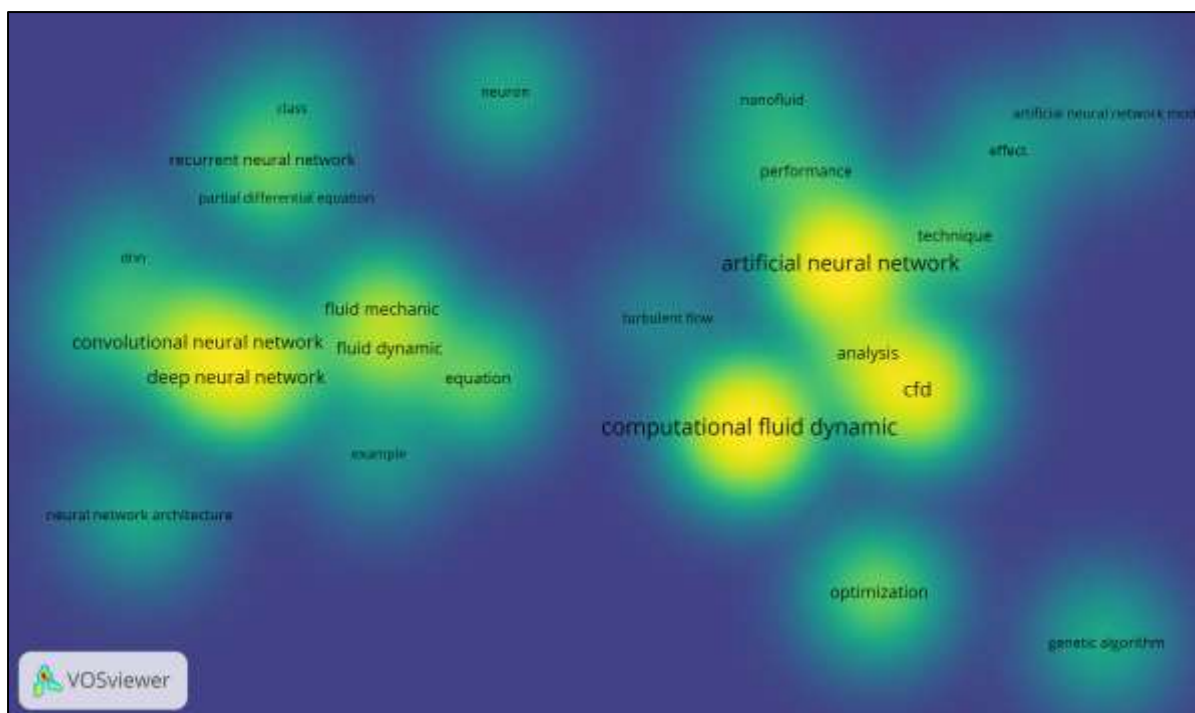 neuron
class
nanofluid
artificial neural network mod
effect
recurrent neural network
performance
partial differential equation
technique
dnn
artificial neural network
fluid mechanic
turbulent flow
convolutional neural network
fluid dynamic
analysis
deep neural network
equation
cfd
computational fluid dynamic
example
neural network architecture
optimization
genetic algorithm
VOSviewer